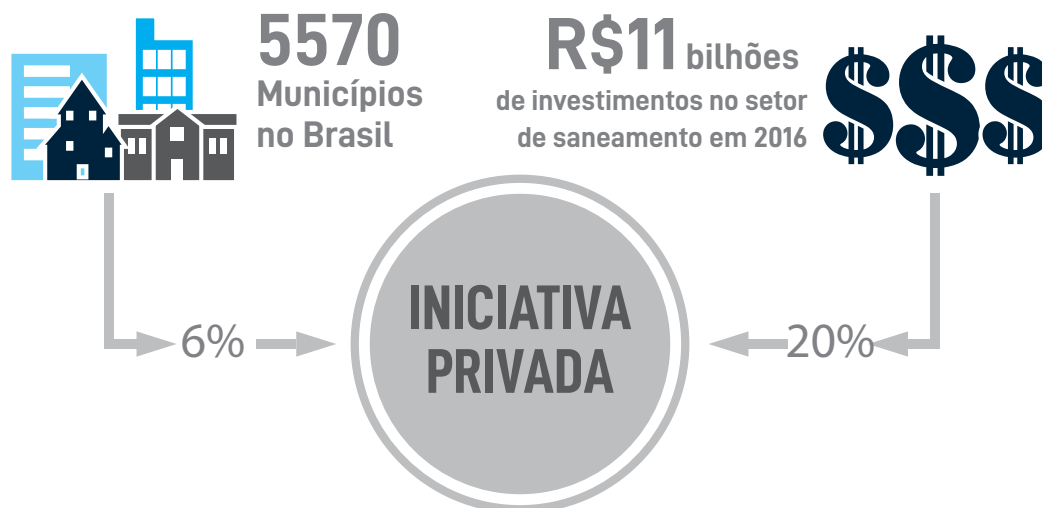 5570
Municípios
no Brasil
R$11 bilhões
de investimentos no setor
de saneamento em 2016
6%
INICIATIVA
PRIVADA
20%